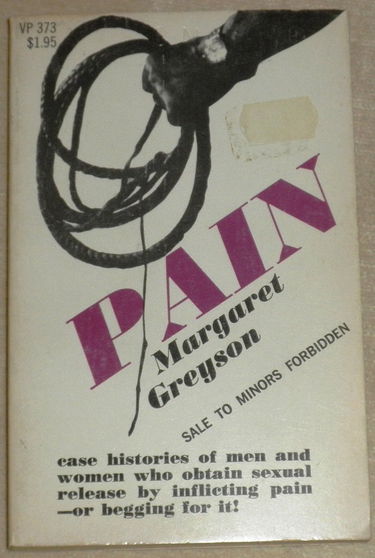 VP 373
$1.95
PAIN
Margaret
Greyson
SALE TO MINORS FORBIDDEN
case histories of men and
women who obtain sexual
release by inflicting pain
—or begging for it!